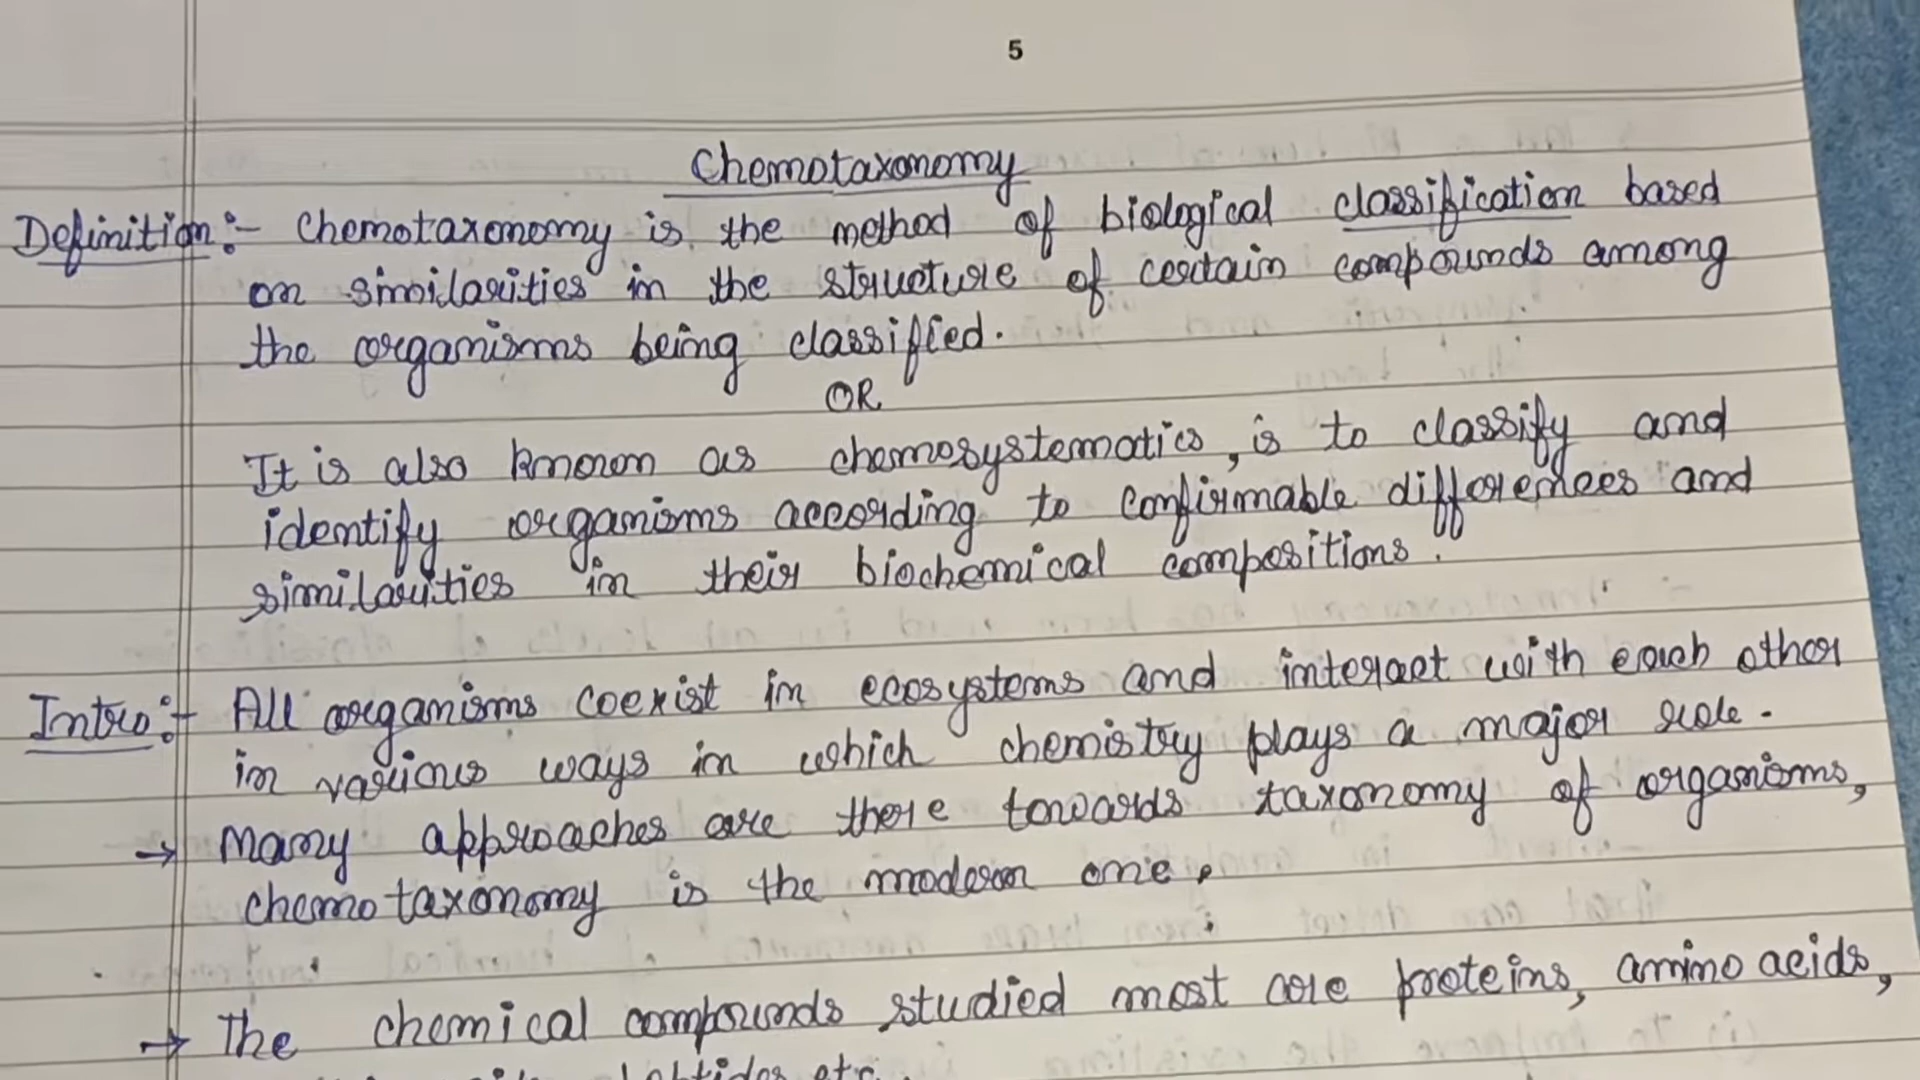 5
Chemotaxonomy
Definition:- Chemotaxonomy is the method of biological classification based
on similarities in the structure of certain compounds among
the organisms being classified.
OR
It is also known as chemosystematics, is to classify and
identify organisms according to confirmable differences and
similarities in their biochemical compositions.
Intro:- All organisms coexist in ecosystems and interact with each other
in various ways in which chemistry plays a major role.
→ Many approaches are there towards taxonomy of organisms,
chemotaxonomy is the modern one.
→ The chemical compounds studied most are proteins, amino acids,
etc.